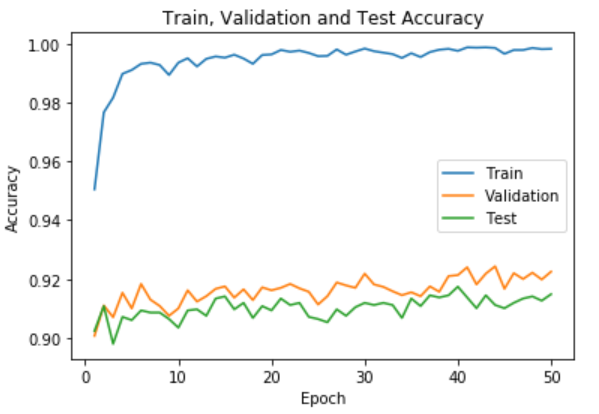 Train, Validation and Test Accuracy
1.00
0.98
0.96
0.94
0.92
0.90
Accuracy
Train
Validation
Test
0 10 20 30 40 50
Epoch